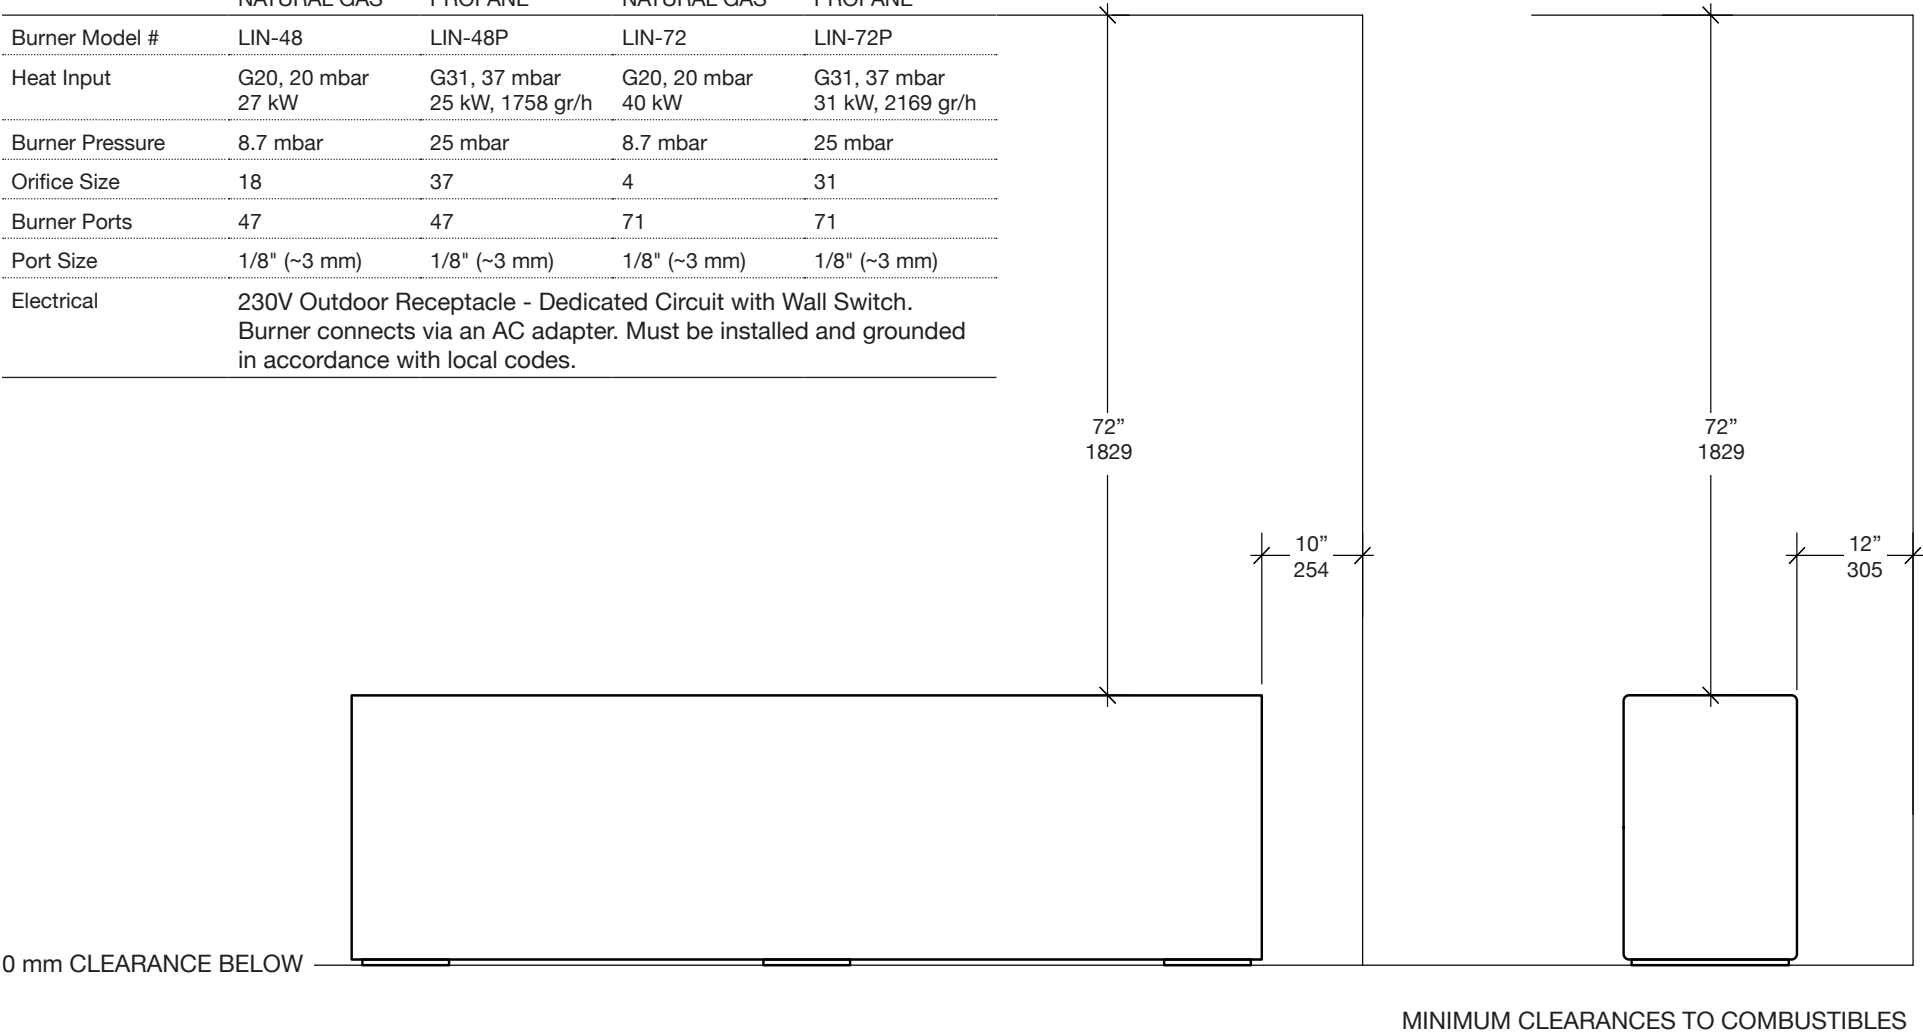 NATURAL GAS PROPANE NATURAL GAS PROPANE
Burner Model # LIN-48 LIN-48P LIN-72 LIN-72P
Heat Input G20, 20 mbar G31, 37 mbar G20, 20 mbar G31, 37 mbar
27 kW 25 kW, 1758 gr/h 40 kW 31 kW, 2169 gr/h
Burner Pressure 8.7 mbar 25 mbar 8.7 mbar 25 mbar
Orifice Size 18 37 4 31
Burner Ports 47 47 71 71
Port Size 1/8" (~3 mm) 1/8" (~3 mm) 1/8" (~3 mm) 1/8" (~3 mm)
Electrical 230V Outdoor Receptacle - Dedicated Circuit with Wall Switch.
Burner connects via an AC adapter. Must be installed and grounded
in accordance with local codes.
72”
1829
72”
1829
10”
254
12”
305
0 mm CLEARANCE BELOW
MINIMUM CLEARANCES TO COMBUSTIBLES